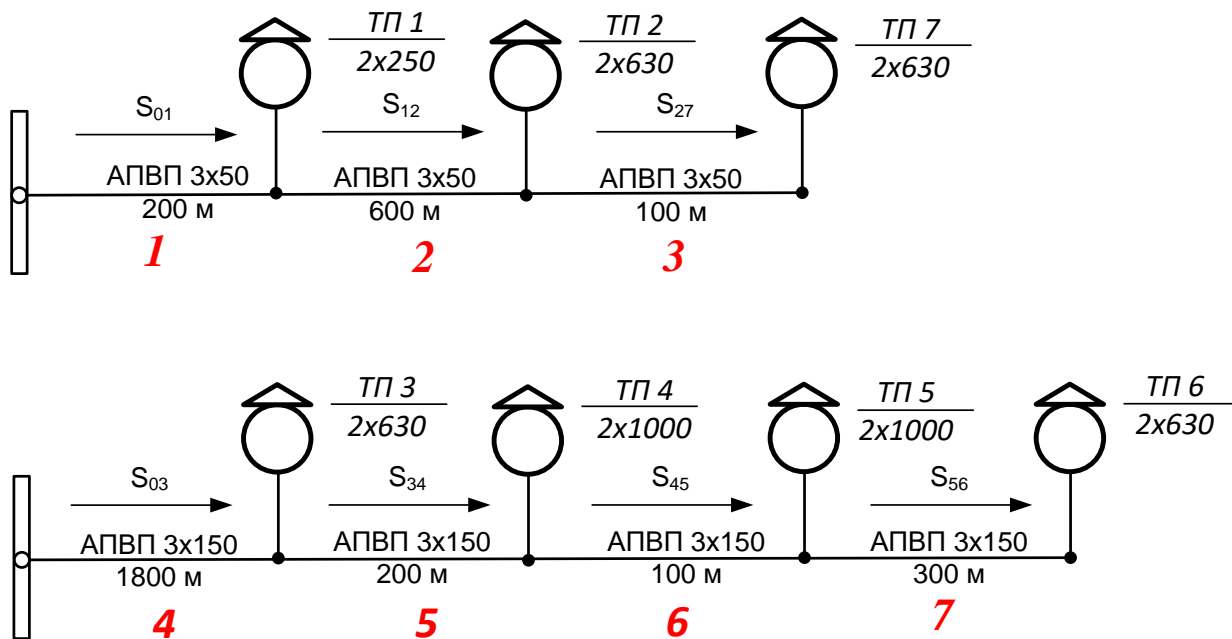 ТП 1
2х250
ТП 2
2х630
ТП 7
2х630
S01
S12
S27
АПВП 3х50
200 м
АПВП 3х50
600 м
АПВП 3х50
100 м
1
2
3
ТП 3
2х630
ТП 4
2х1000
ТП 5
2х1000
ТП 6
2х630
S03
S34
S45
S56
АПВП 3х150
1800 м
АПВП 3х150
200 м
АПВП 3х150
100 м
АПВП 3х150
300 м
4
5
6
7